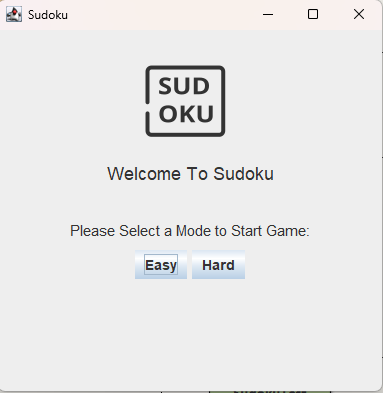 Sudoku
SUD
OKU
Welcome To Sudoku
Please Select a Mode to Start Game:
Easy Hard